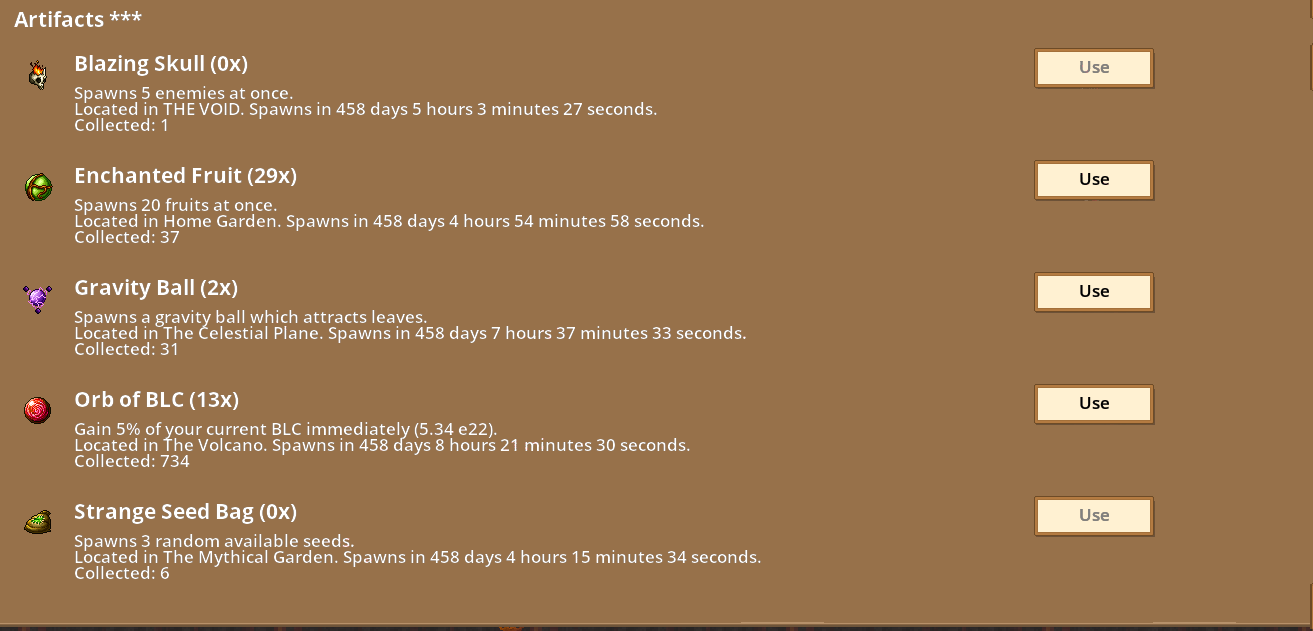 Artifacts ***
Blazing Skull (0x)
Use
Spawns 5 enemies at once.
Located in THE VOID. Spawns in 458 days 5 hours 3 minutes 27 seconds.
Collected: 1
Enchanted Fruit (29x)
Use
Spawns 20 fruits at once.
Located in Home Garden. Spawns in 458 days 4 hours 54 minutes 58 seconds.
Collected: 37
Gravity Ball (2x)
Use
Spawns a gravity ball which attracts leaves.
Located in The Celestial Plane. Spawns in 458 days 7 hours 37 minutes 33 seconds.
Collected: 31
Orb of BLC (13x)
Use
Gain 5% of your current BLC immediately (5.34 e22).
Located in The Volcano. Spawns in 458 days 8 hours 21 minutes 30 seconds.
Collected: 734
Strange Seed Bag (0x)
Use
Spawns 3 random available seeds.
Located in The Mythical Garden. Spawns in 458 days 4 hours 15 minutes 34 seconds.
Collected: 6